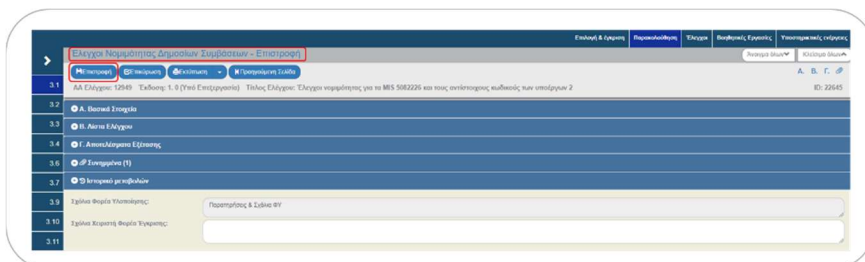 Επιλογή & έγκριση Παρακολούθηση Έλεγχοι Βοηθητικές Εργασίες Υποστηρικτικές ενέργειες
Έλεγχοι Νομιμότητας Δημοσίων Συμβάσεων - Επιστροφή
Άνοιγμα όλων Κλείσιμο όλων
Επιστροφή Επικύρωση Εκτύπωση Προηγούμενη Σελίδα Α. Β. Γ.
3.1 ΑΑ Ελέγχου: 12949 Έκδοση: 1. 0 (Υπό Επεξεργασία) Τίτλος Ελέγχου: Έλεγχοι νομιμότητας για το MIS 5082226 και τους αντίστοιχους κωδικούς των υποέργων 2 ID: 22645
3.2 Α. Βασικά Στοιχεία
3.3 Β. Λίστα Ελέγχου
3.4 Γ. Αποτελέσματα Εξέτασης
3.6 Συνημμένα (1)
3.7 Ιστορικό μεταβολών
3.9 Σχόλια Φορέα Υλοποίησης: Παρατηρήσεις & Σχόλια ΦΥ
3.10 Σχόλια Χειριστή Φορέα Έγκρισης:
3.11